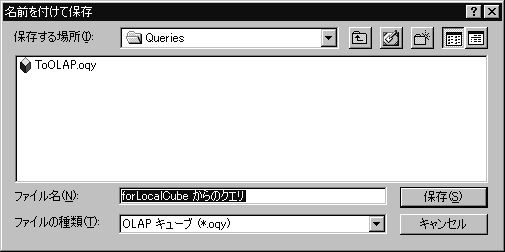 名前を付けて保存
保存する場所(I):
Queries
ToOLAP.oqy
ファイル名(N):
forLocalCube からのクエリ
保存(S)
ファイルの種類(T):
OLAP キューブ (*.oqy)
キャンセル